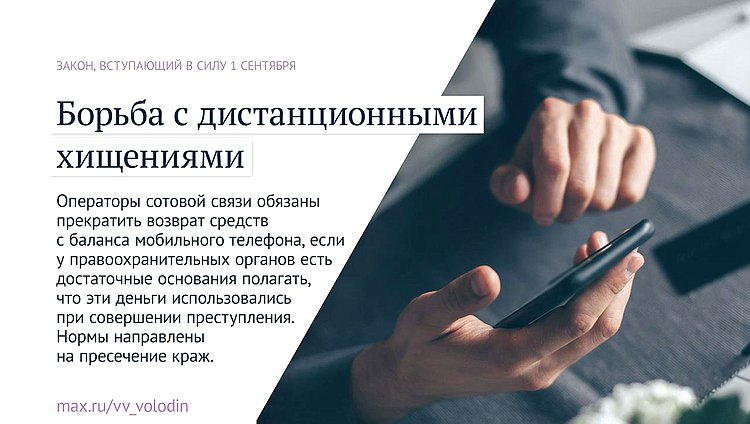 ЗАКОН, ВСТУПАЮЩИЙ В СИЛУ 1 СЕНТЯБРЯ
Борьба с дистанционными
хищениями
Операторы сотовой связи обязаны
прекратить возврат средств
с баланса мобильного телефона, если
у правоохранительных органов есть
достаточные основания полагать,
что эти деньги использовались
при совершении преступления.
Нормы направлены
на пресечение краж.
max.ru/vv_volodin